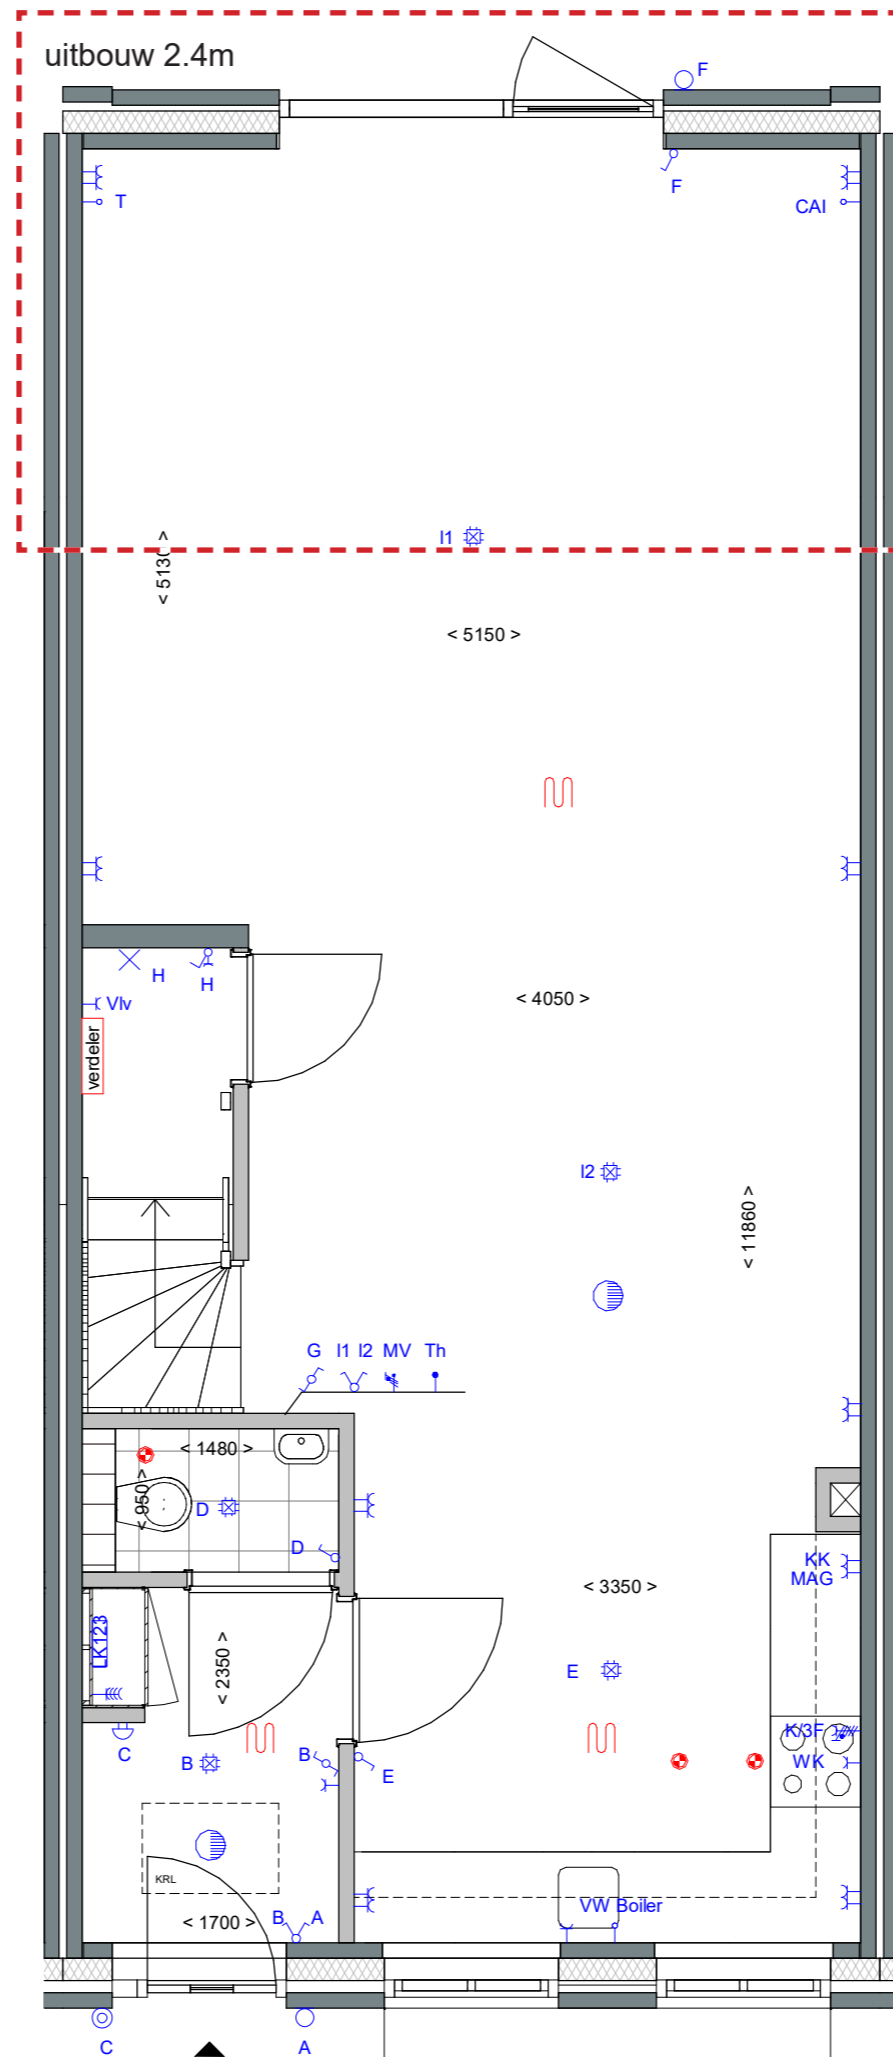 uitbouw 2.4m
F
T
F
CAI
I1
< 5130 >
< 5150 >
H
H
Vlv
< 4050 >
verdeler
I2
< 11860 >
G I1 I2 MV Th
< 1480 >
< 950 >
D
D
KK
MAG
< 3350 >
LK123
< 2350 >
E
K/3F
C
B
B
E
WK
KRL
VW Boiler
B A
< 1700 >
C
A